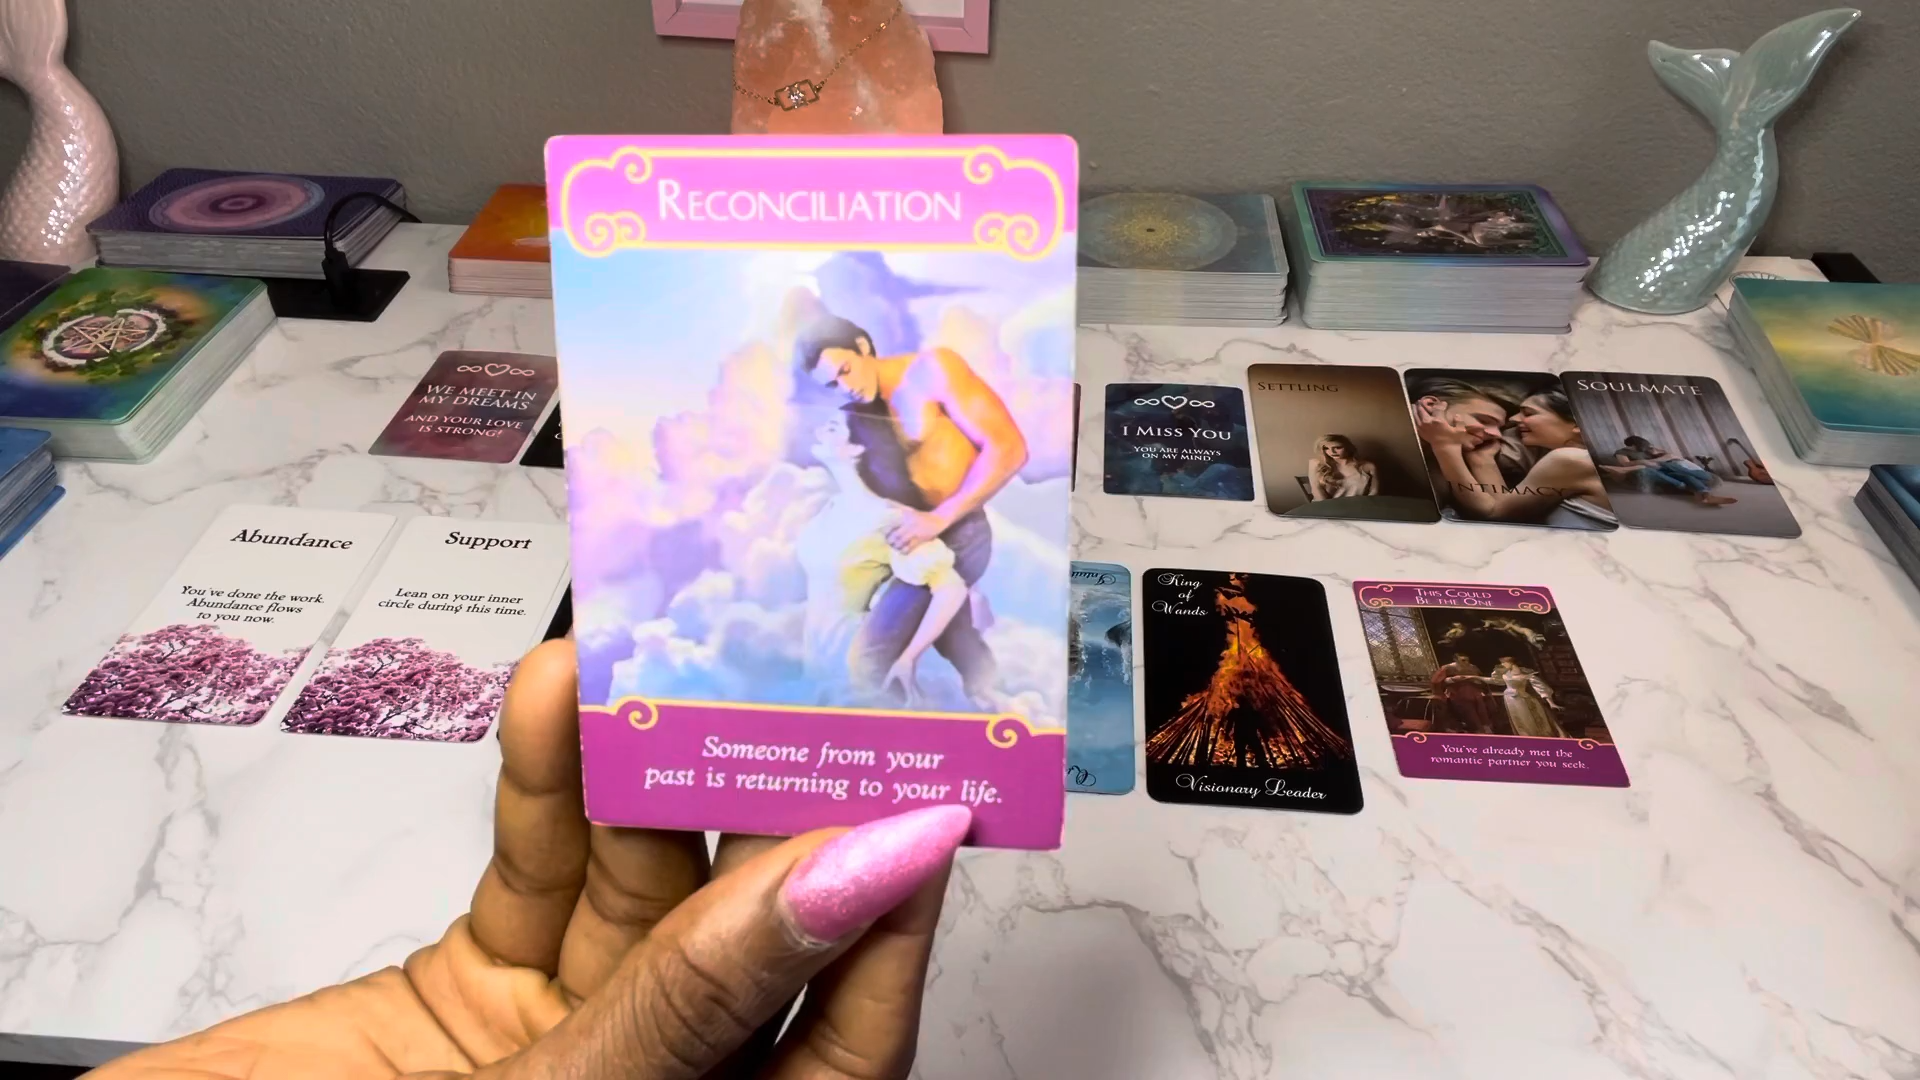 RECONCILIATION
Someone from your
past is returning to your life.
WE MEET IN
MY DREAMS
AND YOUR LOVE
IS STRONG!
I MISS YOU
YOU ARE ALWAYS
ON MY MIND.
SETTLING
INTIMACY
SOULMATE
Abundance
You've done the work.
Abundance flows
to you now.
Support
Lean on your inner
circle during this time.
King
of
Wands
Visionary Leader
THIS COULD
BE THE ONE
You've already met the
romantic partner you seek.